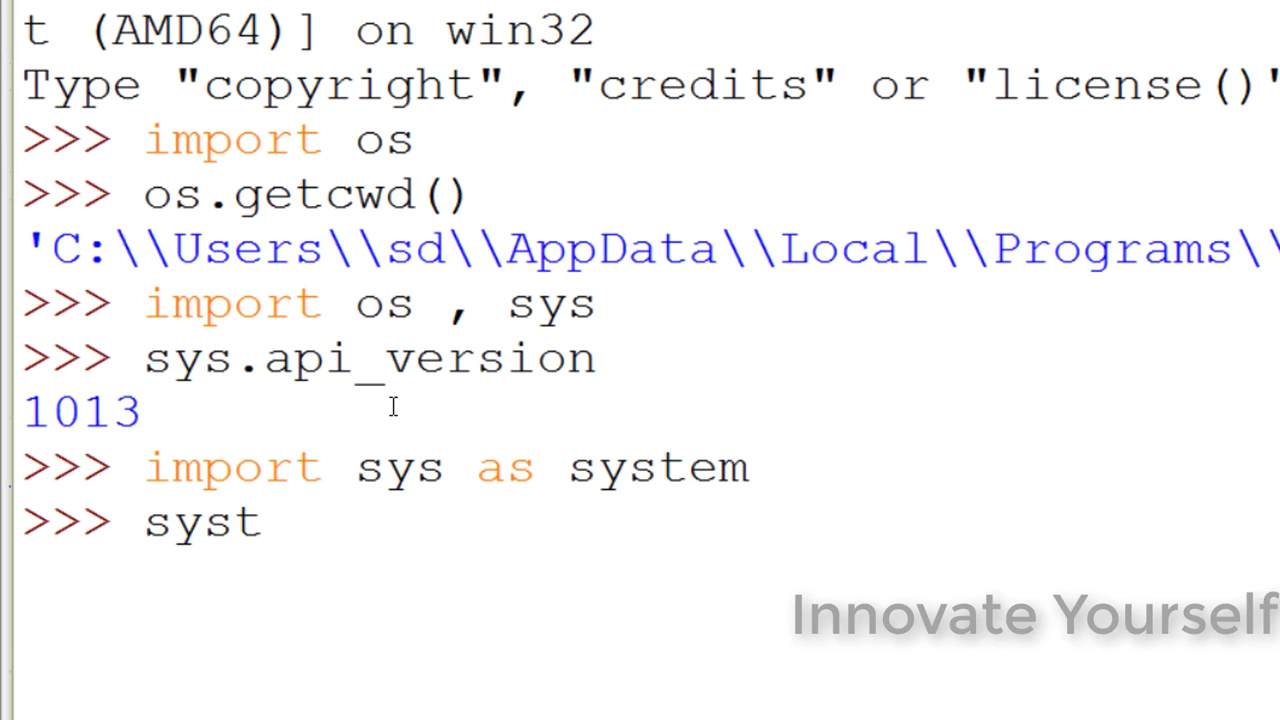 t (AMD64)] on win32
Type "copyright", "credits" or "license()"
>>> import os
>>> os.getcwd()
'C:\\Users\\sd\\AppData\\Local\\Programs\\
>>> import os , sys
>>> sys.api_version
1013
>>> import sys as system
>>> syst
Innovate Yourself